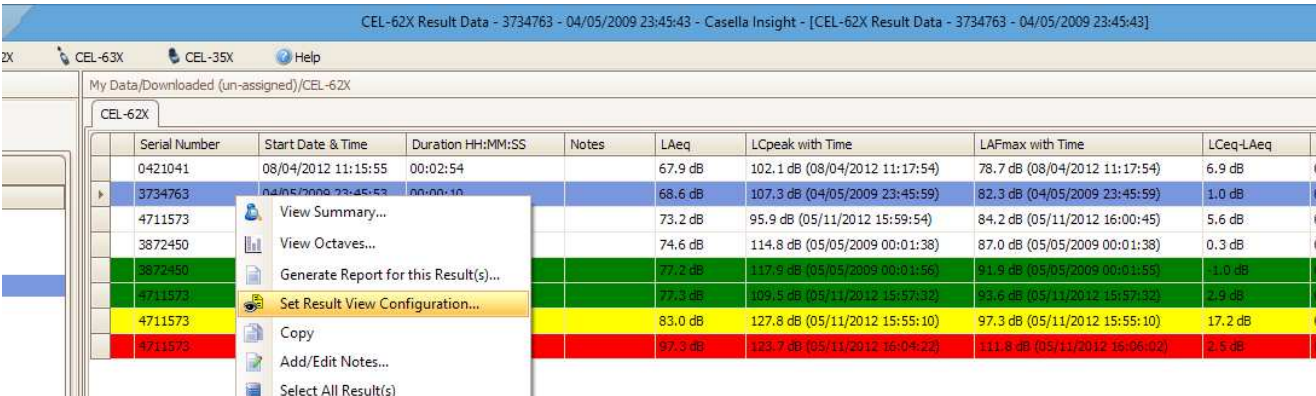 CEL-62X Result Data - 3734763 - 04/05/2009 23:45:43 - Casella Insight - [CEL-62X Result Data - 3734763 - 04/05/2009 23:45:43]
2X CEL-63X CEL-35X Help
My Data/Downloaded (un-assigned)/CEL-62X
CEL-62X
Serial Number Start Date & Time Duration HH:MM:SS Notes LAeq LCpeak with Time LAFmax with Time LCeq-LAeq
0421041 08/04/2012 11:15:55 00:02:54 67.9 dB 102.1 dB (08/04/2012 11:17:54) 78.7 dB (08/04/2012 11:17:54) 6.9 dB
3734763 04/05/2009 23:45:53 00:00:10 68.6 dB 107.3 dB (04/05/2009 23:45:59) 82.3 dB (04/05/2009 23:45:59) 1.0 dB
4711573 73.2 dB 95.9 dB (05/11/2012 15:59:54) 84.2 dB (05/11/2012 16:00:45) 5.6 dB
3872450 74.6 dB 114.8 dB (05/05/2009 00:01:38) 87.0 dB (05/05/2009 00:01:38) 0.3 dB
3872450 77.2 dB 117.9 dB (05/05/2009 00:01:56) 91.9 dB (05/05/2009 00:01:55) -1.0 dB
4711573 77.3 dB 109.5 dB (05/11/2012 15:57:32) 93.6 dB (05/11/2012 15:57:32) 2.9 dB
4711573 83.0 dB 127.8 dB (05/11/2012 15:55:10) 97.3 dB (05/11/2012 15:55:10) 17.2 dB
4711573 97.3 dB 123.7 dB (05/11/2012 16:04:22) 111.8 dB (05/11/2012 16:06:02) 2.5 dB
View Summary...
View Octaves...
Generate Report for this Result(s)...
Set Result View Configuration...
Copy
Add/Edit Notes...
Select All Result(s)